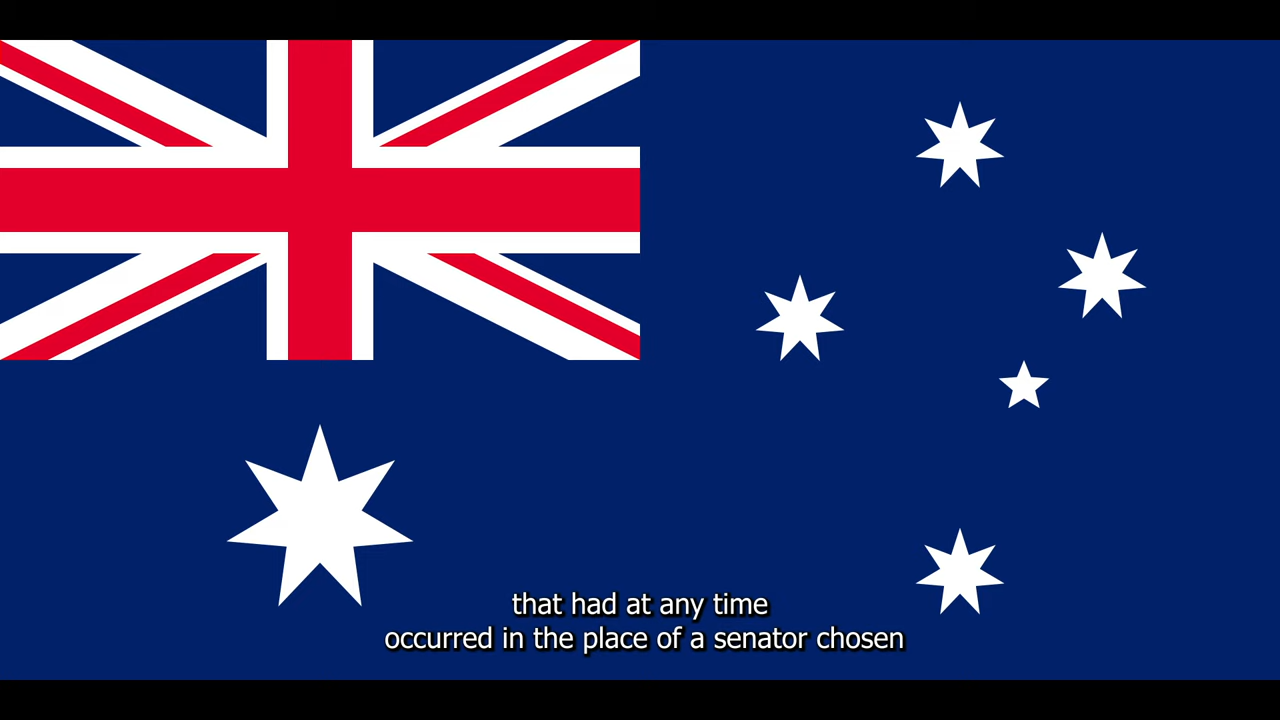 that had at any time
occurred in the place of a senator chosen